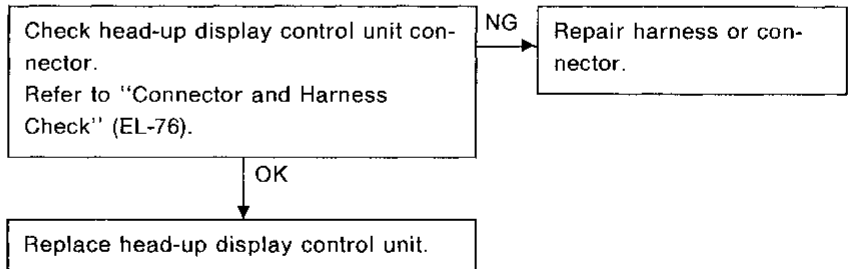 Check head-up display control unit con-
nector.
Refer to "Connector and Harness
Check" (EL-76).
NG
Repair harness or con-
nector.
OK
Replace head-up display control unit.